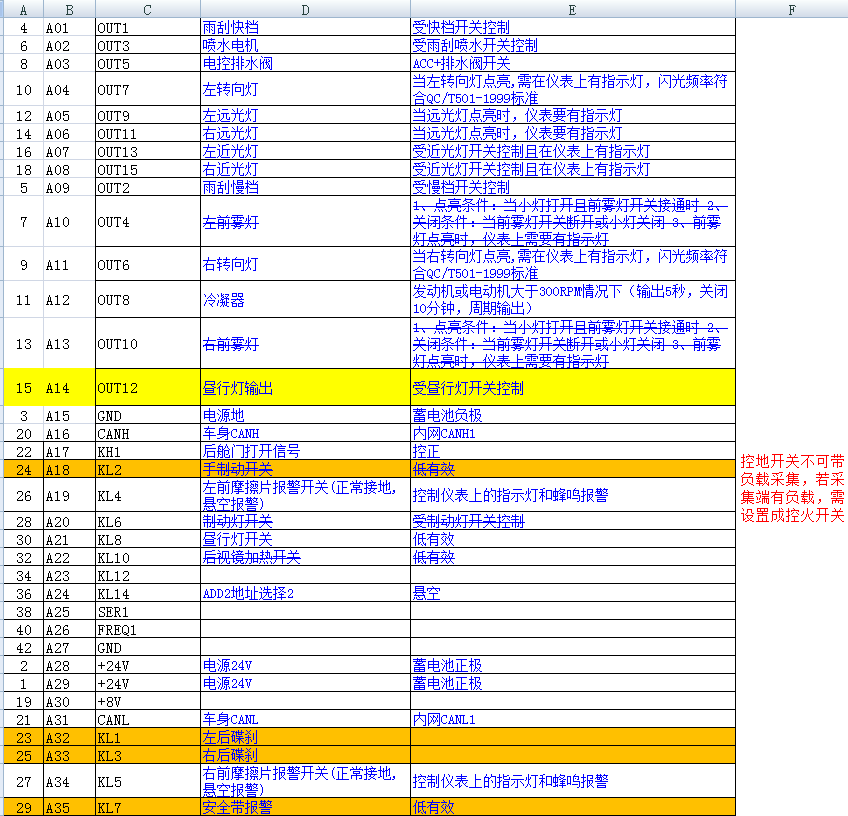 A B C D E F
4 A01 OUT1 雨刮快档 受快档开关控制
6 A02 OUT3 喷水电机 受雨刮喷水开关控制
8 A03 OUT5 电控排水阀 ACC+排水阀开关
10 A04 OUT7 左转向灯 当左转向灯点亮,需在仪表上有指示灯，闪光频率符
合QC/T501-1999标准
12 A05 OUT9 左远光灯 当远光灯点亮时，仪表要有指示灯
14 A06 OUT11 右远光灯 当远光灯点亮时，仪表要有指示灯
16 A07 OUT13 左近光灯 受近光灯开关控制且在仪表上有指示灯
18 A08 OUT15 右近光灯 受近光灯开关控制且在仪表上有指示灯
5 A09 OUT2 雨刮慢档 受慢档开关控制
7 A10 OUT4 左前雾灯 1、点亮条件：当小灯打开且前雾灯开关接通时 2、
关闭条件：当前雾灯开关断开或小灯关闭 3、前雾
灯点亮时，仪表上需要有指示灯
9 A11 OUT6 右转向灯 当右转向灯点亮,需在仪表上有指示灯，闪光频率符
合QC/T501-1999标准
11 A12 OUT8 冷凝器 发动机或电动机大于300RPM情况下（输出5秒，关闭
10分钟，周期输出）
13 A13 OUT10 右前雾灯 1、点亮条件：当小灯打开且前雾灯开关接通时 2、
关闭条件：当前雾灯开关断开或小灯关闭 3、前雾
灯点亮时，仪表上需要有指示灯
15 A14 OUT12 昼行灯输出 受昼行灯开关控制
3 A15 GND 电源地 蓄电池负极
20 A16 CANH 车身CANH 内网CANH1
22 A17 KH1 后舱门打开信号 控正
24 A18 KL2 手制动开关 低有效
26 A19 KL4 左前摩擦片报警开关(正常接地,
悬空报警) 控制仪表上的指示灯和蜂鸣报警
28 A20 KL6 制动灯开关 受制动灯开关控制
30 A21 KL8 昼行灯开关 低有效
32 A22 KL10 后视镜加热开关 低有效
34 A23 KL12
36 A24 KL14 ADD2地址选择2 悬空
38 A25 SER1
40 A26 FREQ1
42 A27 GND
2 A28 +24V 电源24V 蓄电池正极
1 A29 +24V 电源24V 蓄电池正极
19 A30 +8V
21 A31 CANL 车身CANL 内网CANL1
23 A32 KL1 左后碟刹
25 A33 KL3 右后碟刹
27 A34 KL5 右前摩擦片报警开关(正常接地,
悬空报警) 控制仪表上的指示灯和蜂鸣报警
29 A35 KL7 安全带报警 低有效
控地开关不可带
负载采集，若采
集端有负载，需
设置成控火开关